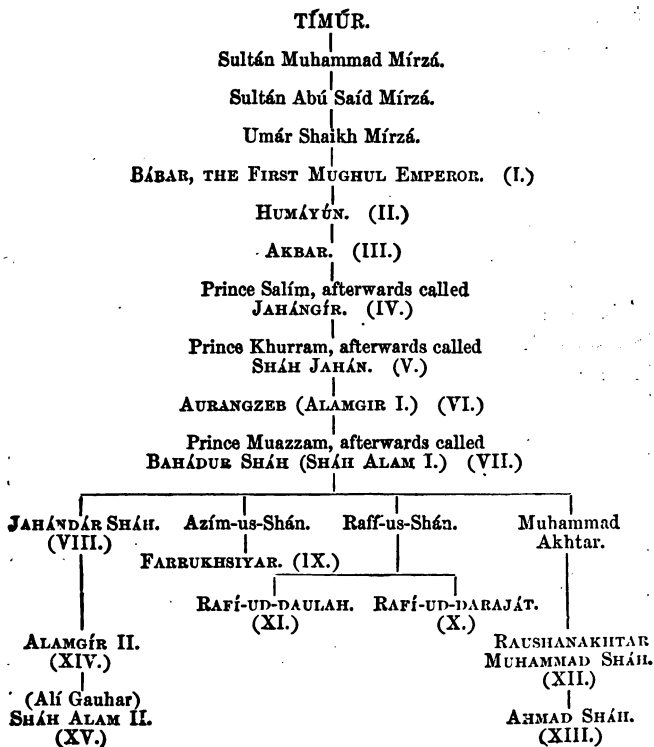 TÍMÚR.
Sultán Muhammad Mírzá.
Sultán Abú Saíd Mírzá.
Umár Shaikh Mírzá.
BÁBAR, THE FIRST MUGHUL EMPEROR. (I.)
HUMÁYÚN. (II.)
AKBAR. (III.)
Prince Salím, afterwards called
JAHÁNGÍR. (IV.)
Prince Khurram, afterwards called
SHÁH JAHÁN. (V.)
AURANGZEB (ALAMGIR I.) (VI.)
Prince Muazzam, afterwards called
BAHÁDUR SHÁH (SHÁH ALAM I.) (VII.)
JAHÁNDÁR SHÁH. Azím-us-Shán. Raff-us-Shán. Muhammad
(VIII.) Akhtar.
FARRUKHSIYAR. (IX.)
RAFÍ-UD-DAULAH. RAFÍ-UD-DARAJÁT.
(XI.) (X.)
ALAMGÍR II. RAUSHANAKHTAR
(XIV.) MUHAMMAD SHÁH.
(XII.)
(Alí Gauhar)
SHÁH ALAM II. AHMAD SHÁH.
(XV.) (XIII.)